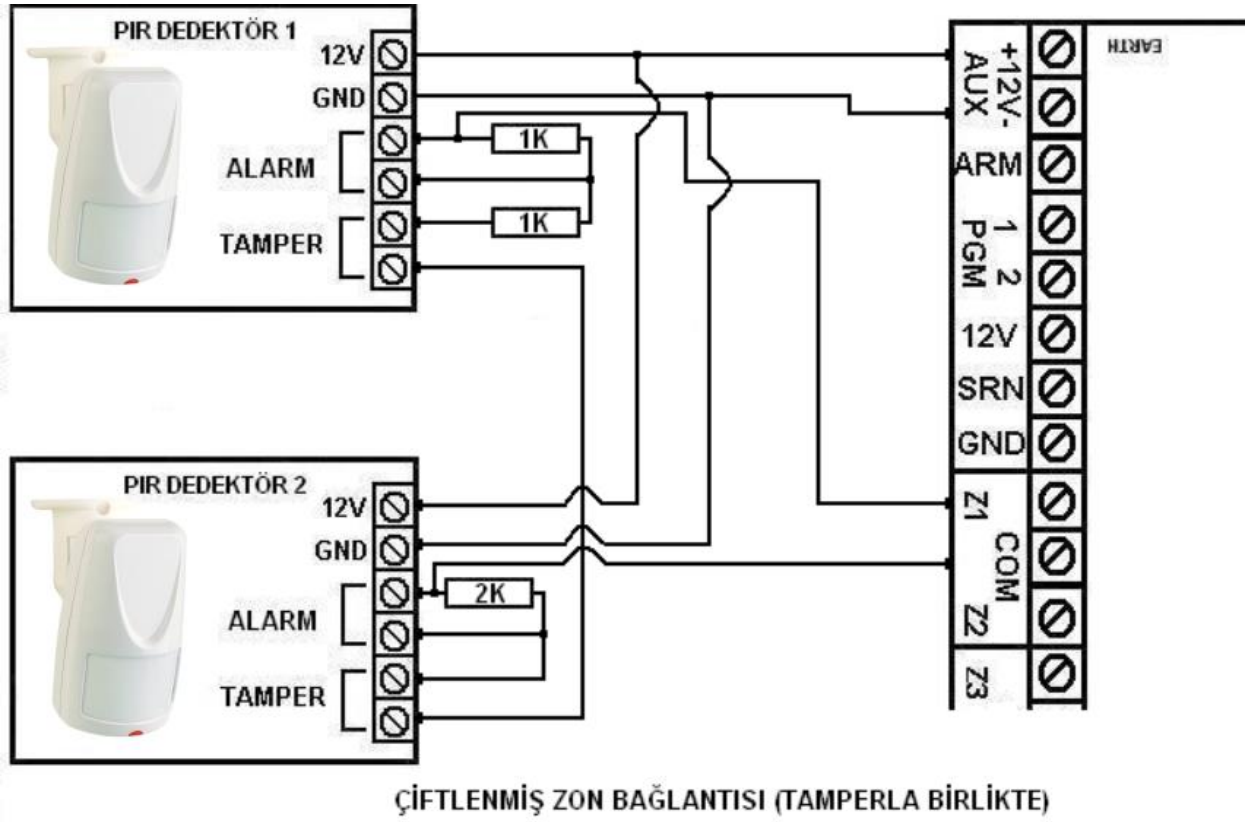 PIR DEDEKTÖR 1
12V
GND
ALARM
TAMPER
1K
1K
PIR DEDEKTÖR 2
12V
GND
ALARM
TAMPER
2K
EARTH
+12V-
AUX
ARM
1
2
PGM
12V
SRN
GND
Z1
COM
Z2
Z3
ÇİFTLENMİŞ ZON BAĞLANTISI (TAMPERLA BİRLİKTE)